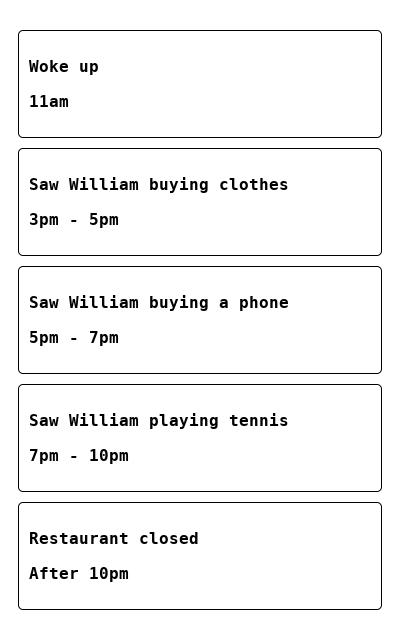 Woke up
11am
Saw William buying clothes
3pm - 5pm
Saw William buying a phone
5pm - 7pm
Saw William playing tennis
7pm - 10pm
Restaurant closed
After 10pm